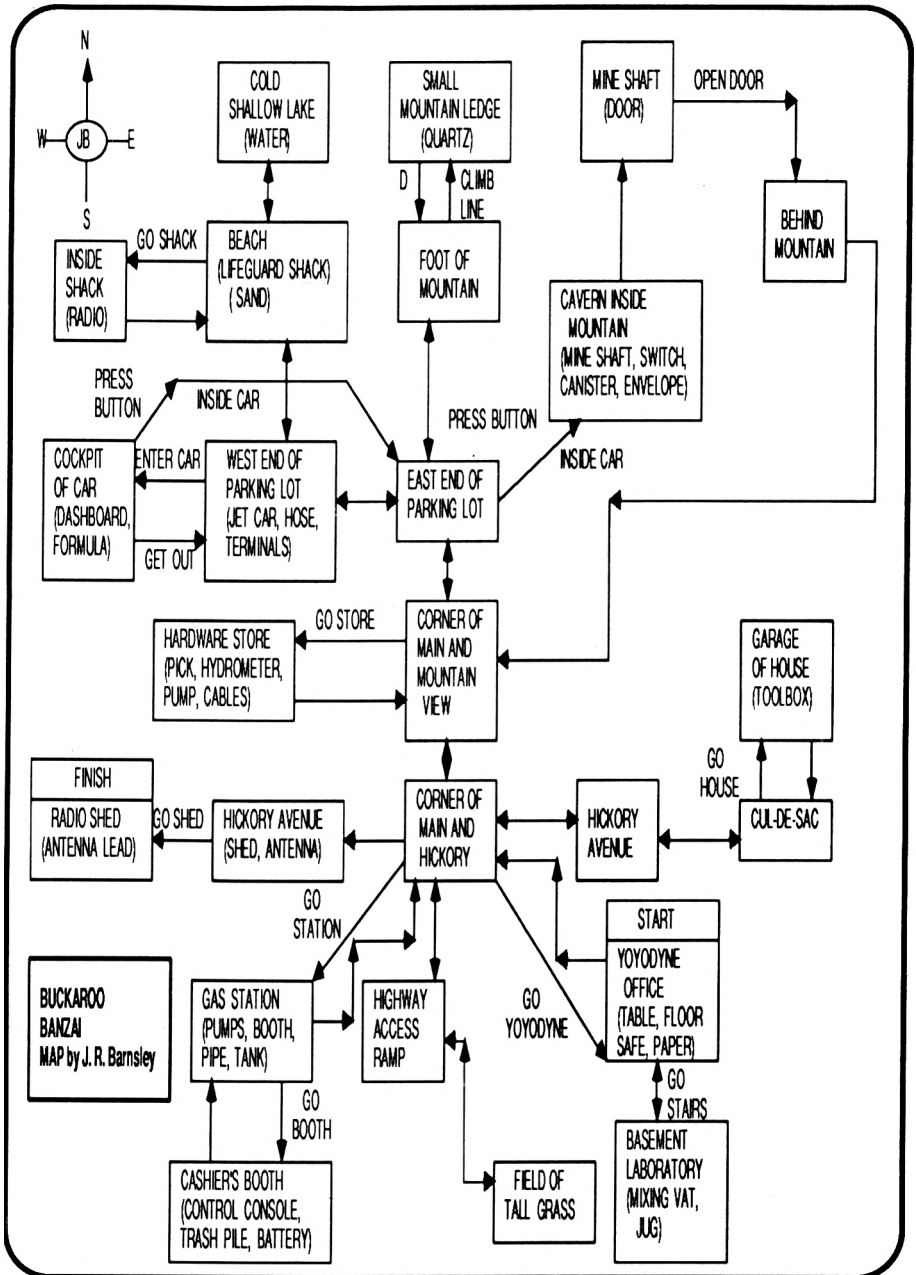 N
W
JB
E
S
COLD
SHALLOW LAKE
(WATER)
SMALL
MOUNTAIN LEDGE
(QUARTZ)
MINE SHAFT
(DOOR)
OPEN DOOR
D
CLIMB
LINE
BEHIND
MOUNTAIN
GO SHACK
INSIDE
SHACK
(RADIO)
BEACH
(LIFEGUARD SHACK)
(SAND)
FOOT OF
MOUNTAIN
CAVERN INSIDE
MOUNTAIN
(MINE SHAFT, SWITCH,
CANISTER, ENVELOPE)
PRESS
BUTTON
INSIDE CAR
PRESS BUTTON
INSIDE CAR
COCKPIT
OF CAR
(DASHBOARD,
FORMULA)
ENTER CAR
GET OUT
WEST END OF
PARKING LOT
(JET CAR, HOSE,
TERMINALS)
EAST END OF
PARKING LOT
HARDWARE STORE
(PICK, HYDROMETER,
PUMP, CABLES)
GO STORE
CORNER OF
MAIN AND
MOUNTAIN
VIEW
GARAGE
OF HOUSE
(TOOLBOX)
GO
HOUSE
FINISH
RADIO SHED
(ANTENNA LEAD)
GO SHED
HICKORY AVENUE
(SHED, ANTENNA)
CORNER OF
MAIN AND
HICKORY
HICKORY
AVENUE
CUL-DE-SAC
GO
STATION
START
YOYODYNE
OFFICE
(TABLE, FLOOR
SAFE, PAPER)
BUCKAROO
BANZAI
MAP by J. R. Barnsley
GAS STATION
(PUMPS, BOOTH,
PIPE, TANK)
HIGHWAY
ACCESS
RAMP
GO
YOYODYNE
GO
STAIRS
GO
BOOTH
CASHIER'S BOOTH
(CONTROL CONSOLE,
TRASH PILE, BATTERY)
FIELD OF
TALL GRASS
BASEMENT
LABORATORY
(MIXING VAT,
JUG)